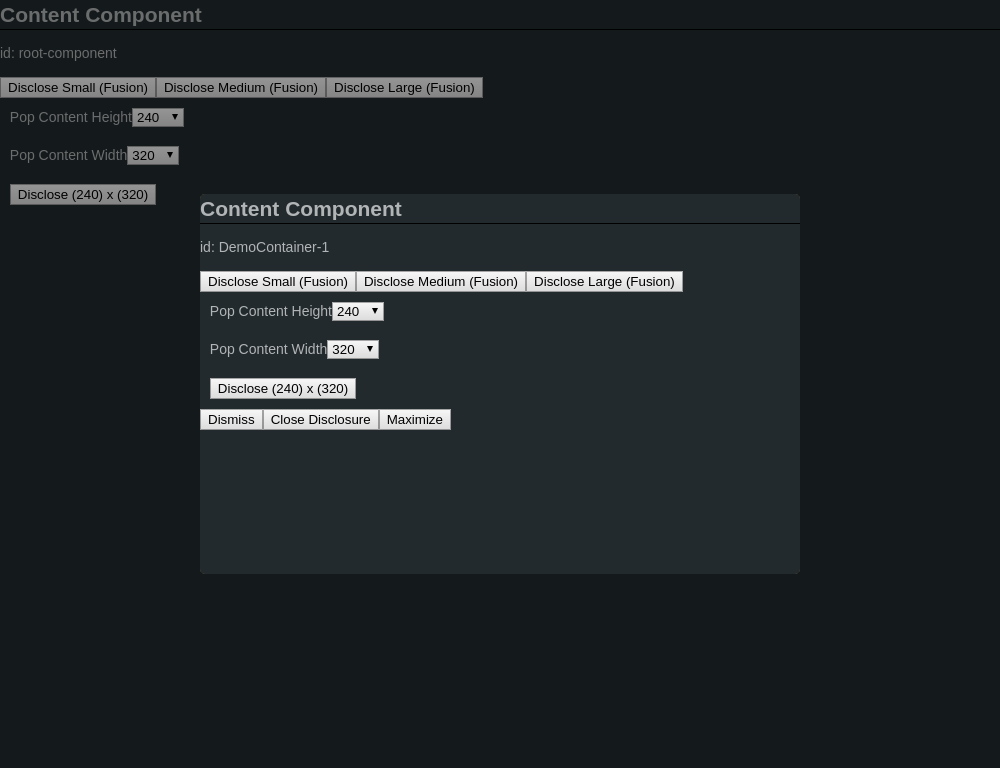 Content Component
id: root-component
Disclose Small (Fusion) Disclose Medium (Fusion) Disclose Large (Fusion)
Pop Content Height 240
Pop Content Width 320
Disclose (240) x (320)
Content Component
id: DemoContainer-1
Disclose Small (Fusion) Disclose Medium (Fusion) Disclose Large (Fusion)
Pop Content Height 240
Pop Content Width 320
Disclose (240) x (320)
Dismiss Close Disclosure Maximize